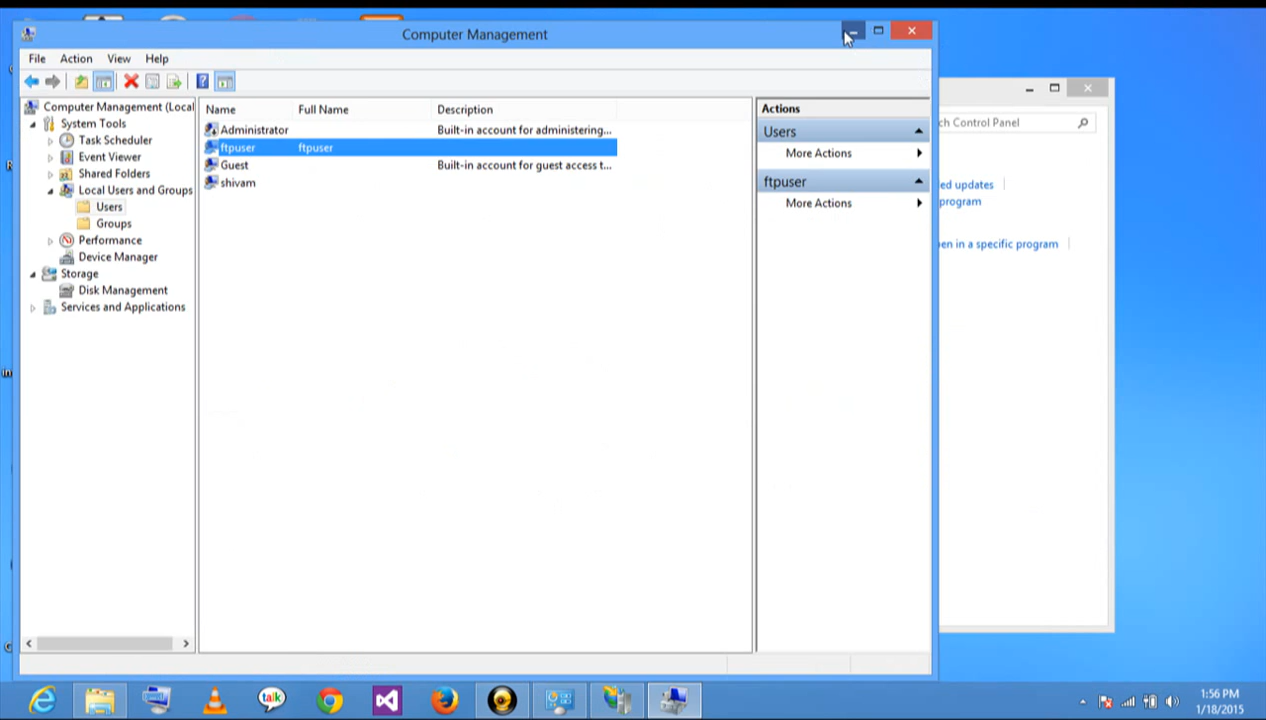 Computer Management
File Action View Help
ch Control Panel
Computer Management (Local
System Tools
Task Scheduler
Event Viewer
Shared Folders
Local Users and Groups
Users
Groups
Performance
Device Manager
Storage
Disk Management
Services and Applications
Name Full Name Description
Administrator Built-in account for administering...
ftpuser ftpuser
Guest Built-in account for guest access t...
shivam
Actions
Users
More Actions
ftpuser
More Actions
ed updates
program
en in a specific program
talk
1:56 PM
1/18/2015